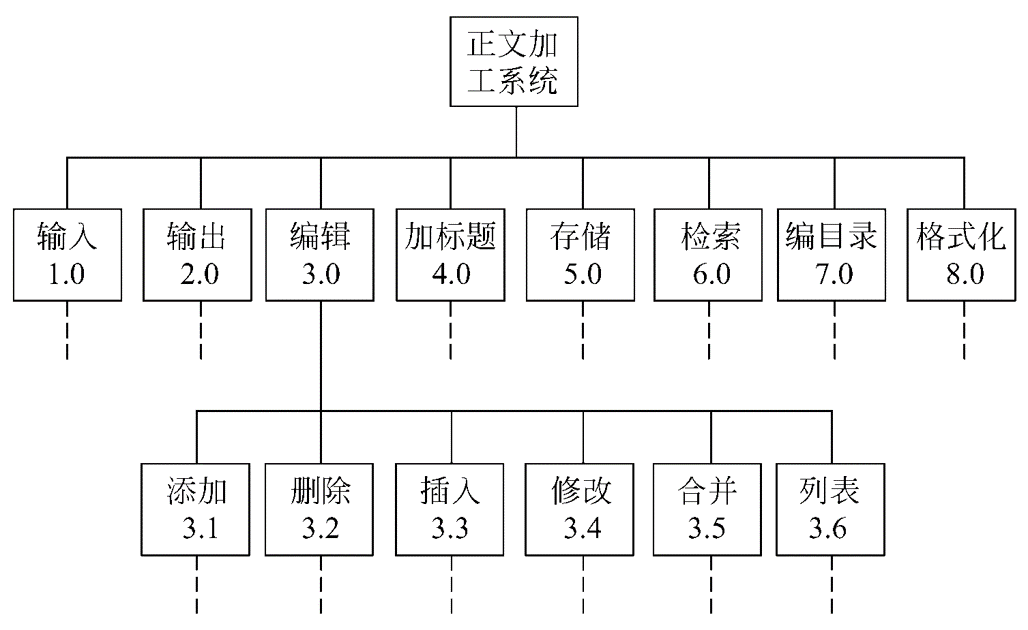 正文加
工系统
输入
1.0
输出
2.0
编辑
3.0
加标题
4.0
存储
5.0
检索
6.0
编目录
7.0
格式化
8.0
添加
3.1
删除
3.2
插入
3.3
修改
3.4
合并
3.5
列表
3.6